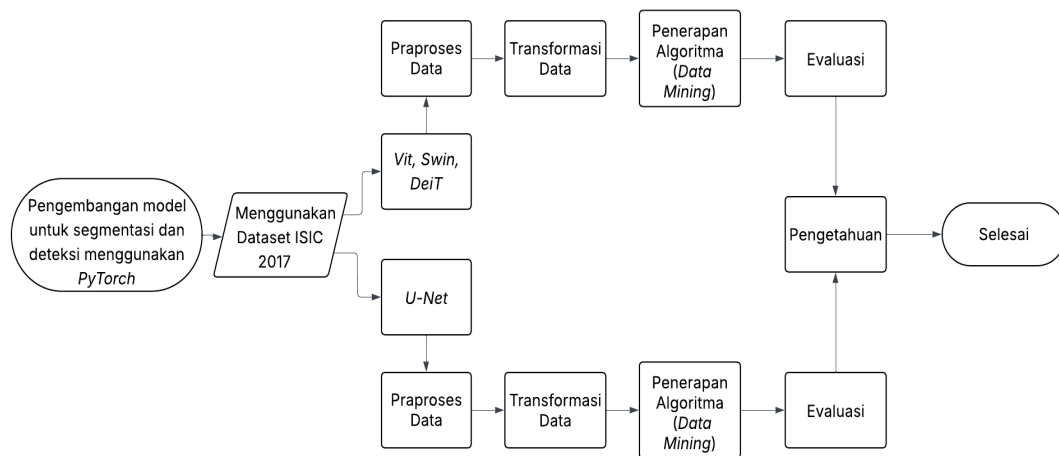 Pengembangan model
untuk segmentasi dan
deteksi menggunakan
PyTorch
Menggunakan
Dataset ISIC
2017
Vit, Swin,
DeiT
Praproses
Data
Transformasi
Data
Penerapan
Algoritma
(Data
Mining)
Evaluasi
U-Net
Praproses
Data
Transformasi
Data
Penerapan
Algoritma
(Data
Mining)
Evaluasi
Pengetahuan
Selesai